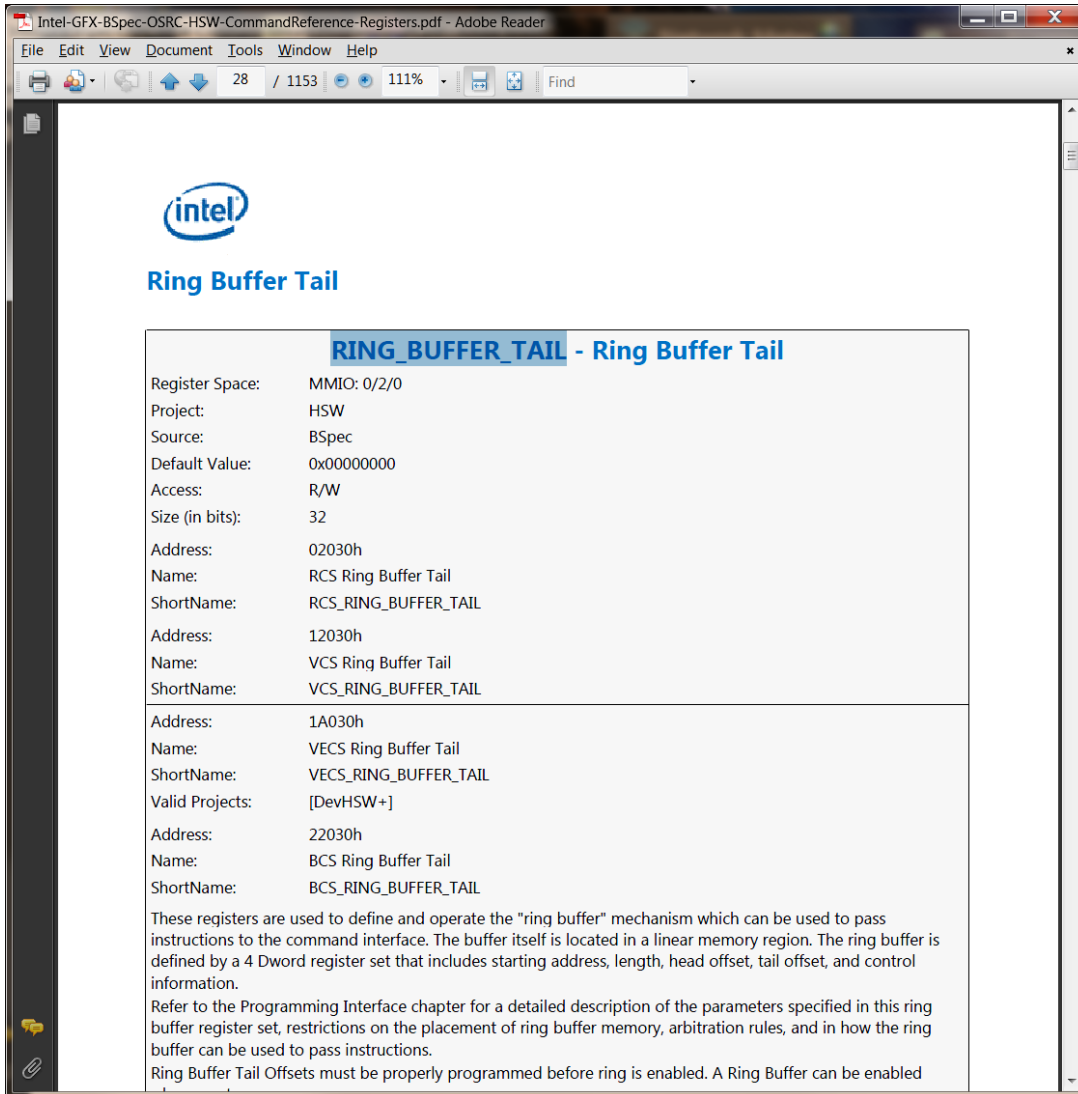 Intel-GFX-BSpec-OSRC-HSW-CommandReference-Registers.pdf - Adobe Reader
File Edit View Document Tools Window Help
28 / 1153 111% Find
intel
Ring Buffer Tail
RING_BUFFER_TAIL - Ring Buffer Tail
Register Space: MMIO: 0/2/0
Project: HSW
Source: BSpec
Default Value: 0x00000000
Access: R/W
Size (in bits): 32
Address: 02030h
Name: RCS Ring Buffer Tail
ShortName: RCS_RING_BUFFER_TAIL
Address: 12030h
Name: VCS Ring Buffer Tail
ShortName: VCS_RING_BUFFER_TAIL
Address: 1A030h
Name: VECS Ring Buffer Tail
ShortName: VECS_RING_BUFFER_TAIL
Valid Projects: [DevHSW+]
Address: 22030h
Name: BCS Ring Buffer Tail
ShortName: BCS_RING_BUFFER_TAIL
These registers are used to define and operate the "ring buffer" mechanism which can be used to pass
instructions to the command interface. The buffer itself is located in a linear memory region. The ring buffer is
defined by a 4 Dword register set that includes starting address, length, head offset, tail offset, and control
information.
Refer to the Programming Interface chapter for a detailed description of the parameters specified in this ring
buffer register set, restrictions on the placement of ring buffer memory, arbitration rules, and in how the ring
buffer can be used to pass instructions.
Ring Buffer Tail Offsets must be properly programmed before ring is enabled. A Ring Buffer can be enabled